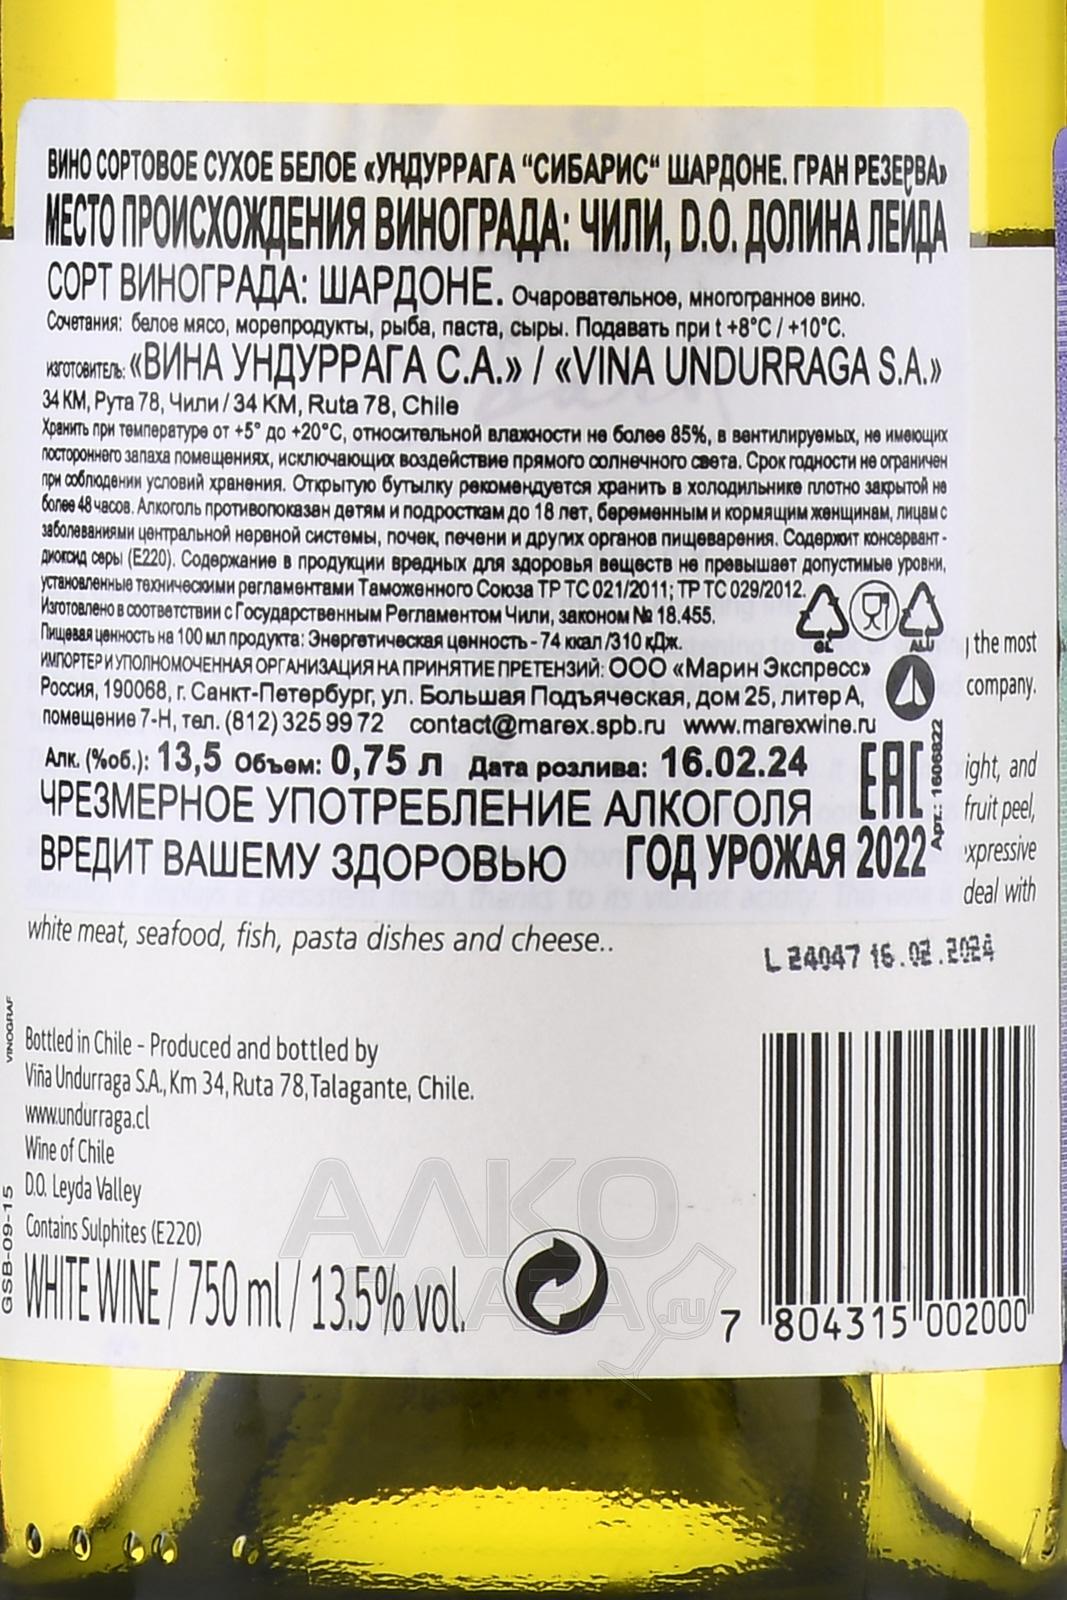 ВИНО СОРТОВОЕ СУХОЕ БЕЛОЕ «УНДУРРАГА "СИБАРИС" ШАРДОНЕ. ГРАН РЕЗЕРВА»
МЕСТО ПРОИСХОЖДЕНИЯ ВИНОГРАДА: ЧИЛИ, D.O. ДОЛИНА ЛЕЙДА
СОРТ ВИНОГРАДА: ШАРДОНЕ. Очаровательное, многогранное вино.
Сочетания: белое мясо, морепродукты, рыба, паста, сыры. Подавать при t +8°C / +10°C.
ИЗГОТОВИТЕЛЬ: «ВИНА УНДУРРАГА С.А.» / «VINA UNDURRAGA S.A.»
34 КМ, Рута 78, Чили / 34 KM, Ruta 78, Chile
Хранить при температуре от +5° до +20°С, относительной влажности не более 85%, в вентилируемых, не имеющих
постороннего запаха помещениях, исключающих воздействие прямого солнечного света. Срок годности не ограничен
при соблюдении условий хранения. Открытую бутылку рекомендуется хранить в холодильнике плотно закрытой не
более 48 часов. Алкоголь противопоказан детям и подросткам до 18 лет, беременным и кормящим женщинам, лицам с
заболеваниями центральной нервной системы, почек, печени и других органов пищеварения. Содержит консервант -
диоксид серы (Е220). Содержание в продукции вредных для здоровья веществ не превышает допустимые уровни,
установленные техническими регламентами Таможенного Союза ТР ТС 021/2011; ТР ТС 029/2012.
Изготовлено в соответствии с Государственным Регламентом Чили, законом № 18.455.
Пищевая ценность на 100 мл продукта: Энергетическая ценность - 74 ккал /310 кДж.
GL ALU
ИМПОРТЕР И УПОЛНОМОЧЕННАЯ ОРГАНИЗАЦИЯ НА ПРИНЯТИЕ ПРЕТЕНЗИЙ: ООО «Марин Экспресс»
Россия, 190068, г. Санкт-Петербург, ул. Большая Подъяческая, дом 25, литер А,
помещение 7-Н, тел. (812) 325 99 72 contact@marex.spb.ru www.marexwine.ru
Алк. (%об.): 13,5 Объем: 0,75 л Дата розлива: 16.02.24
EAC
Арт.: 1606822
ЧРЕЗМЕРНОЕ УПОТРЕБЛЕНИЕ АЛКОГОЛЯ
ВРЕДИТ ВАШЕМУ ЗДОРОВЬЮ ГОД УРОЖАЯ 2022
the most
company.
ight, and
fruit peel,
xpressive
deal with
white meat, seafood, fish, pasta dishes and cheese..
L 24047 16.02.2024
VINOGRAF
Bottled in Chile - Produced and bottled by
Viña Undurraga S.A., Km 34, Ruta 78, Talagante, Chile.
www.undurraga.cl
Wine of Chile
D.O. Leyda Valley
Contains Sulphites (E220)
GSB-09-15
WHITE WINE / 750 ml / 13.5% vol.
7 804315 002000
АЛКО
ПЛАЗА
.ru